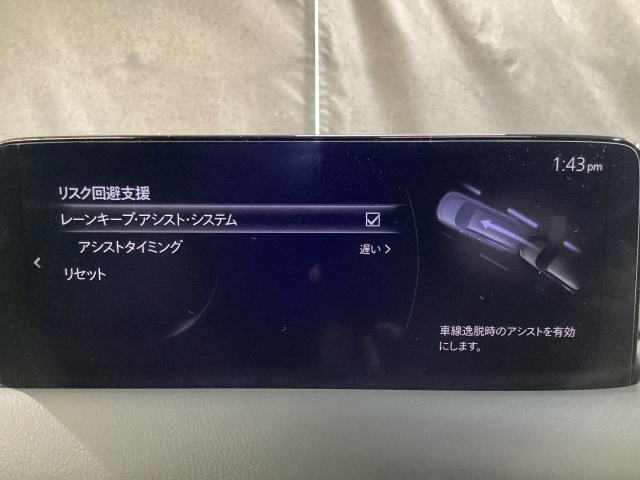 1:43pm
リスク回避支援
レーンキープ・アシスト・システム
アシストタイミング 遅い
リセット
車線逸脱時のアシストを有効
にします。